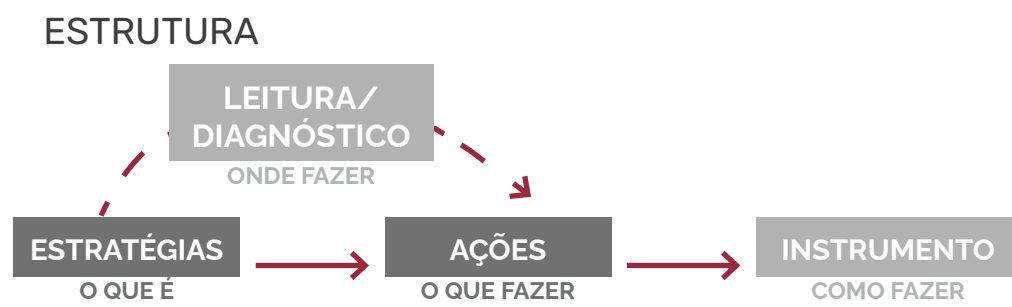 ESTRUTURA
LEITURA/
DIAGNÓSTICO
ONDE FAZER
ESTRATÉGIAS
O QUE É
AÇÕES
O QUE FAZER
INSTRUMENTO
COMO FAZER